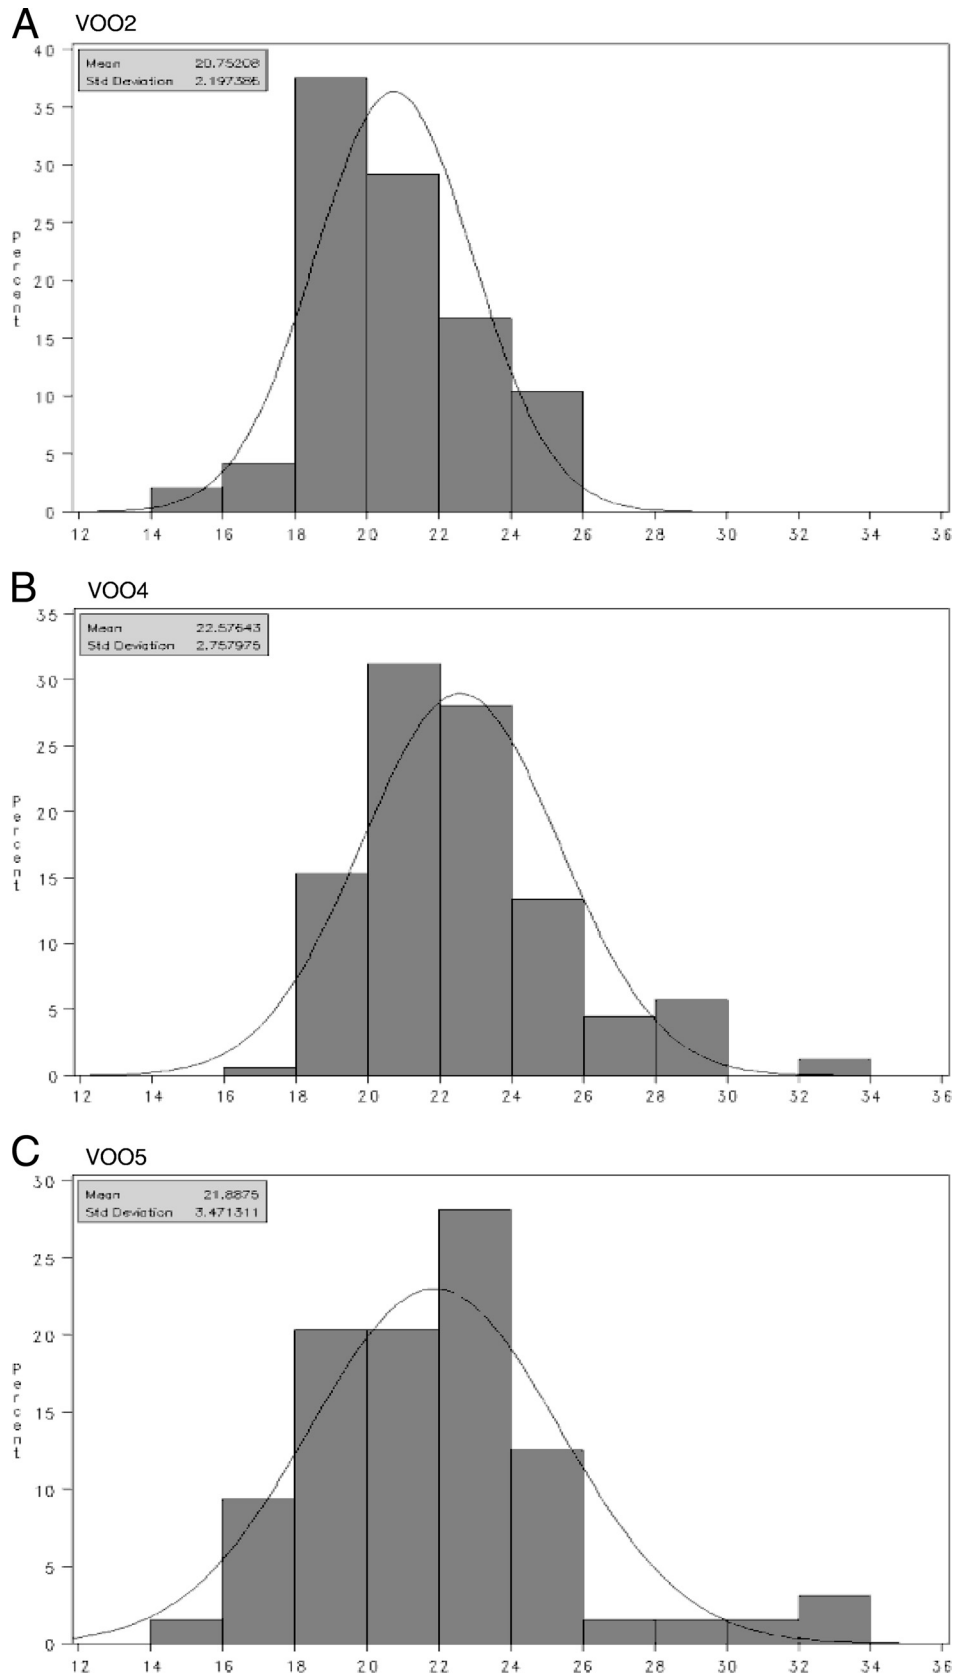 A VOO2
Mean 20.75208
Std Deviation 2.197385
40
35
30
25
20
15
10
5
0
Percent
12 14 16 18 20 22 24 26 28 30 32 34 36
B VOO4
Mean 22.57643
Std Deviation 2.757975
35
30
25
20
15
10
5
0
Percent
12 14 16 18 20 22 24 26 28 30 32 34 36
C VOO5
Mean 21.8875
Std Deviation 3.471311
30
25
20
15
10
5
0
Percent
12 14 16 18 20 22 24 26 28 30 32 34 36